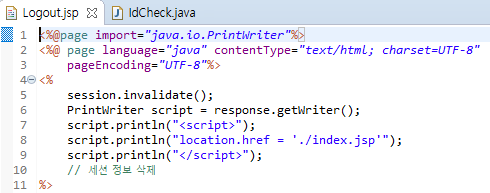 Logout.jsp IdCheck.java
1 <%@page import="java.io.PrintWriter"%>
2 <%@ page language="java" contentType="text/html; charset=UTF-8"
3 pageEncoding="UTF-8"%>
4 <%
5 session.invalidate();
6 PrintWriter script = response.getWriter();
7 script.println("<script>");
8 script.println("location.href = './index.jsp'");
9 script.println("</script>");
10 // 세션 정보 삭제
11 %>